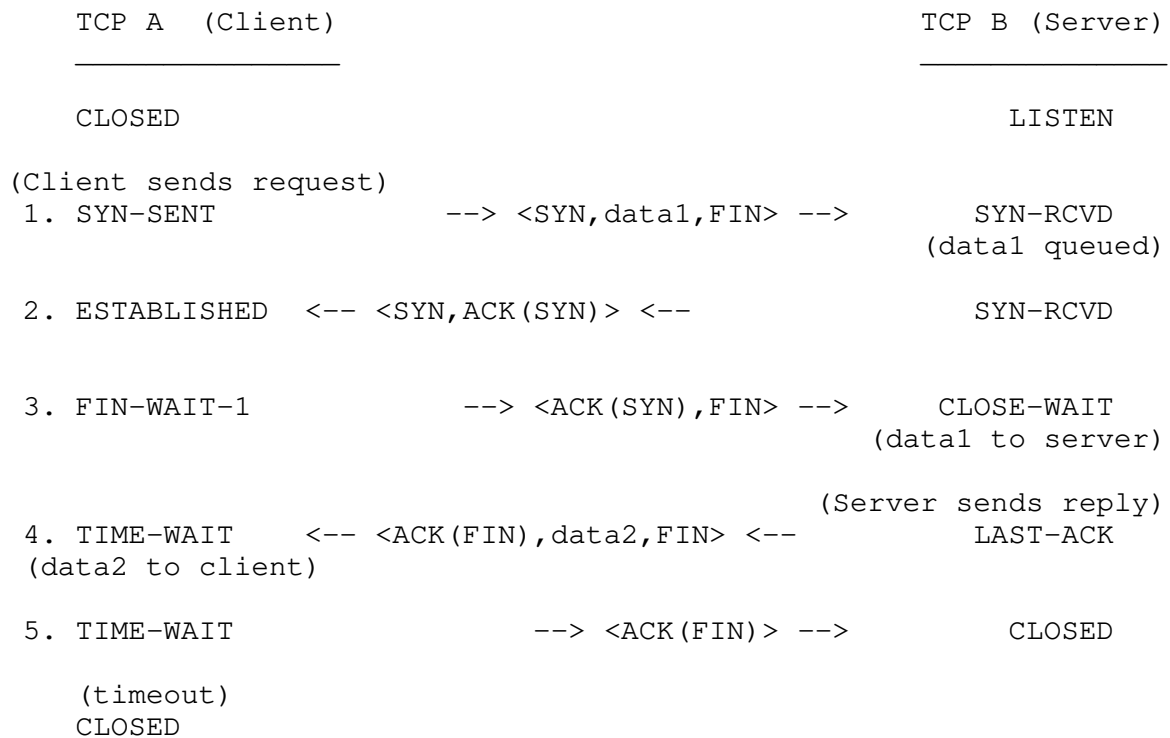 TCP A  (Client)                                 TCP B (Server)
_______________                                 ______________
CLOSED                                               LISTEN
(Client sends request)
1. SYN-SENT             --> <SYN,data1,FIN> -->       SYN-RCVD
(data1 queued)
2. ESTABLISHED  <-- <SYN,ACK(SYN)> <--                SYN-RCVD
3. FIN-WAIT-1            --> <ACK(SYN),FIN> -->     CLOSE-WAIT
(data1 to server)
(Server sends reply)
4. TIME-WAIT    <-- <ACK(FIN),data2,FIN> <--          LAST-ACK
(data2 to client)
5. TIME-WAIT                 --> <ACK(FIN)> -->         CLOSED
(timeout)
CLOSED